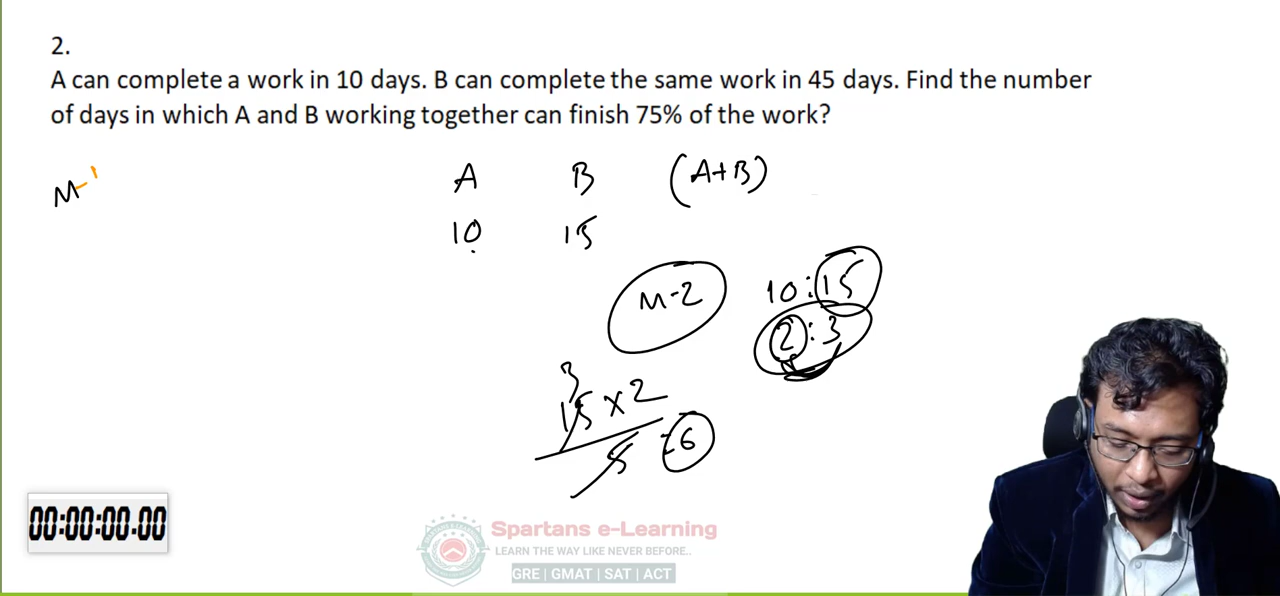 2.
A can complete a work in 10 days. B can complete the same work in 45 days. Find the number
of days in which A and B working together can finish 75% of the work?
M-1
A B (A+B)
10 15
M-2
10:15
2:3
3
15 x 2
5
=6
00:00:00.00
Spartans e-Learning
LEARN THE WAY LIKE NEVER BEFORE..
GRE | GMAT | SAT | ACT